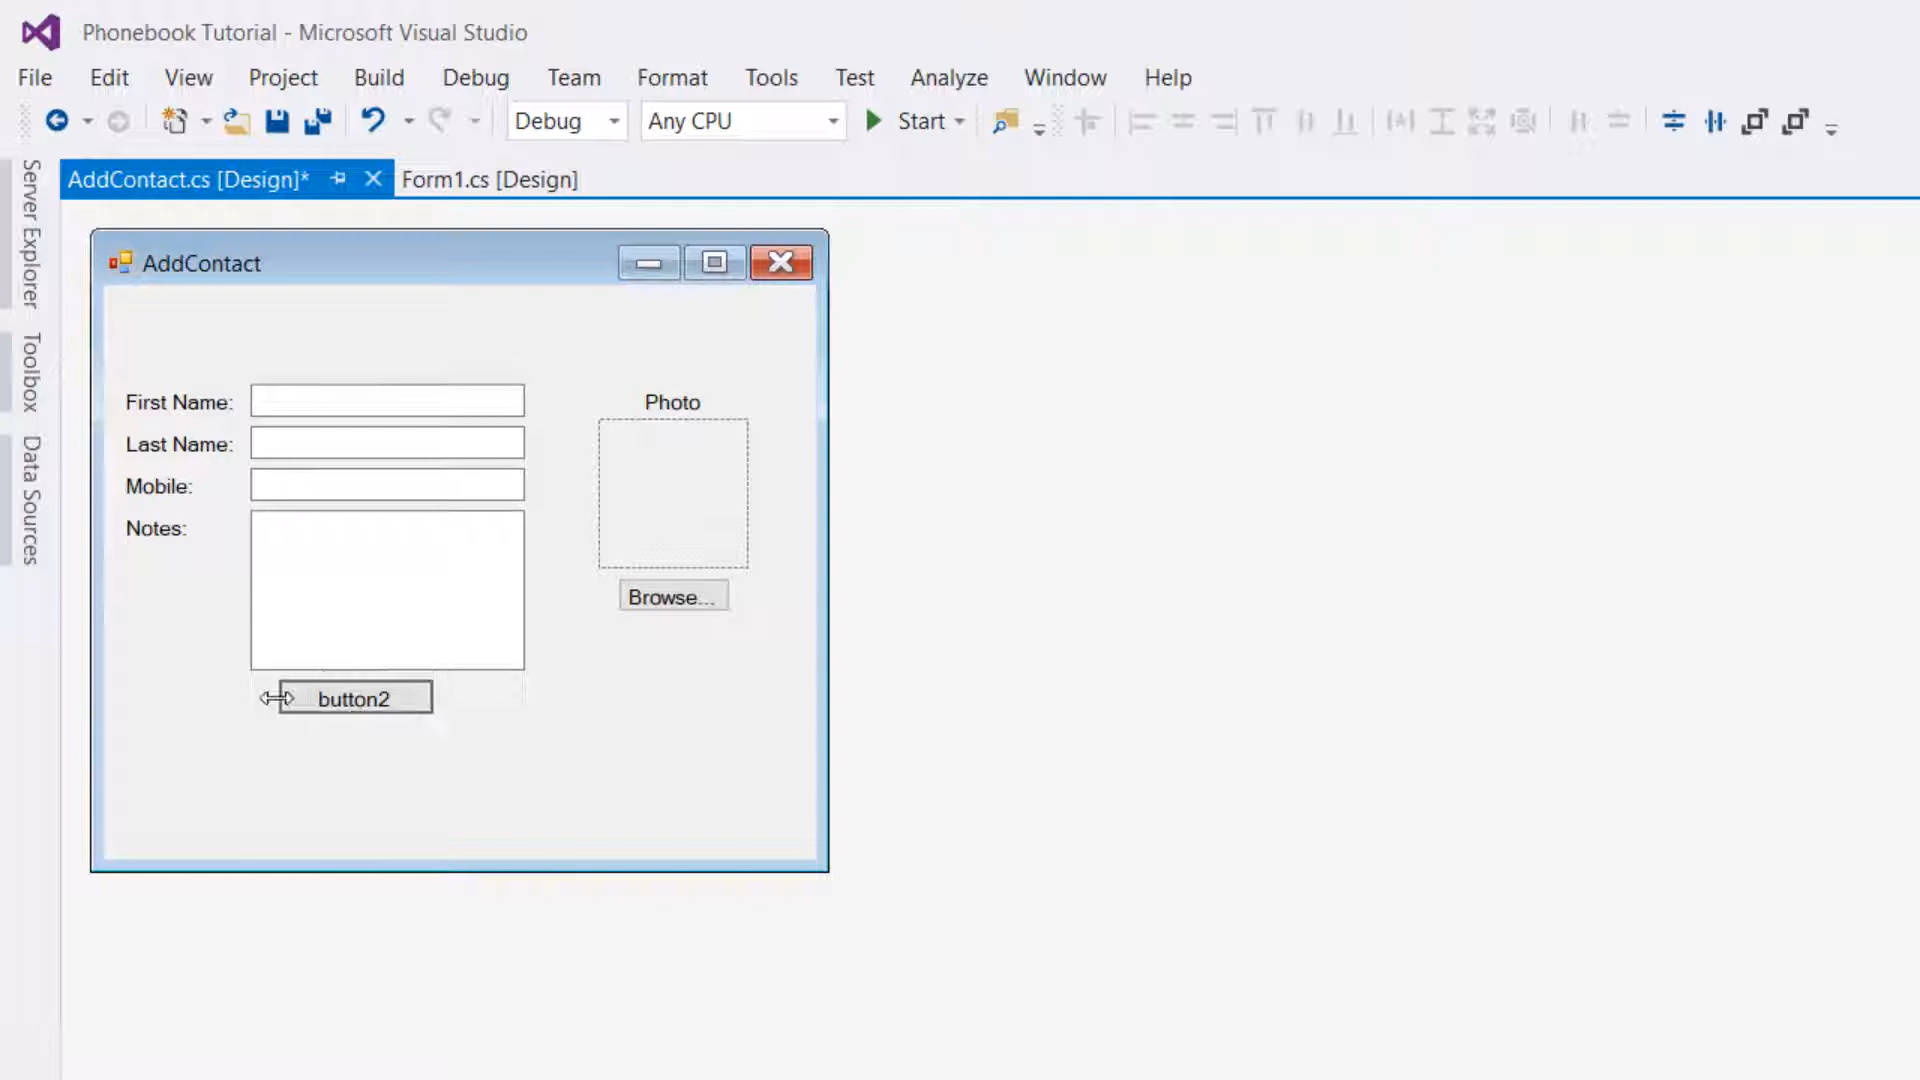 Phonebook Tutorial - Microsoft Visual Studio
File Edit View Project Build Debug Team Format Tools Test Analyze Window Help
Debug Any CPU Start
AddContact.cs [Design]* Form1.cs [Design]
Server Explorer
Toolbox
Data Sources
AddContact
First Name:
Last Name:
Mobile:
Notes:
button2
Photo
Browse...